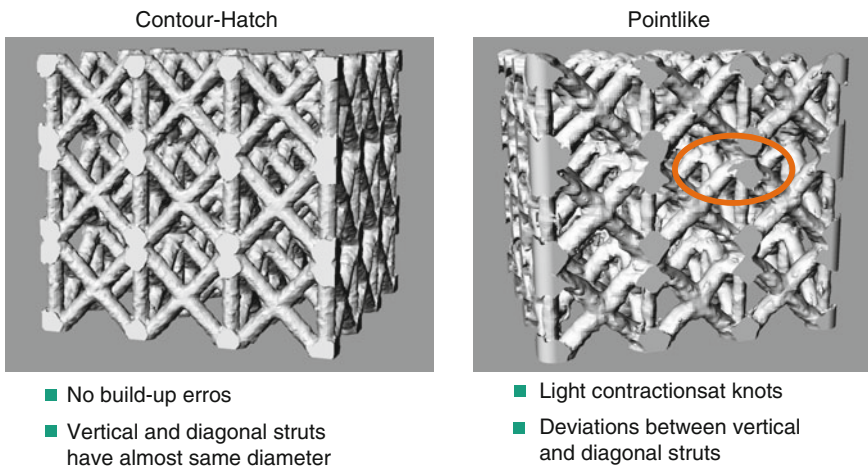 Contour-Hatch
Pointlike
No build-up erros
Vertical and diagonal struts
have almost same diameter
Light contractionsat knots
Deviations between vertical
and diagonal struts